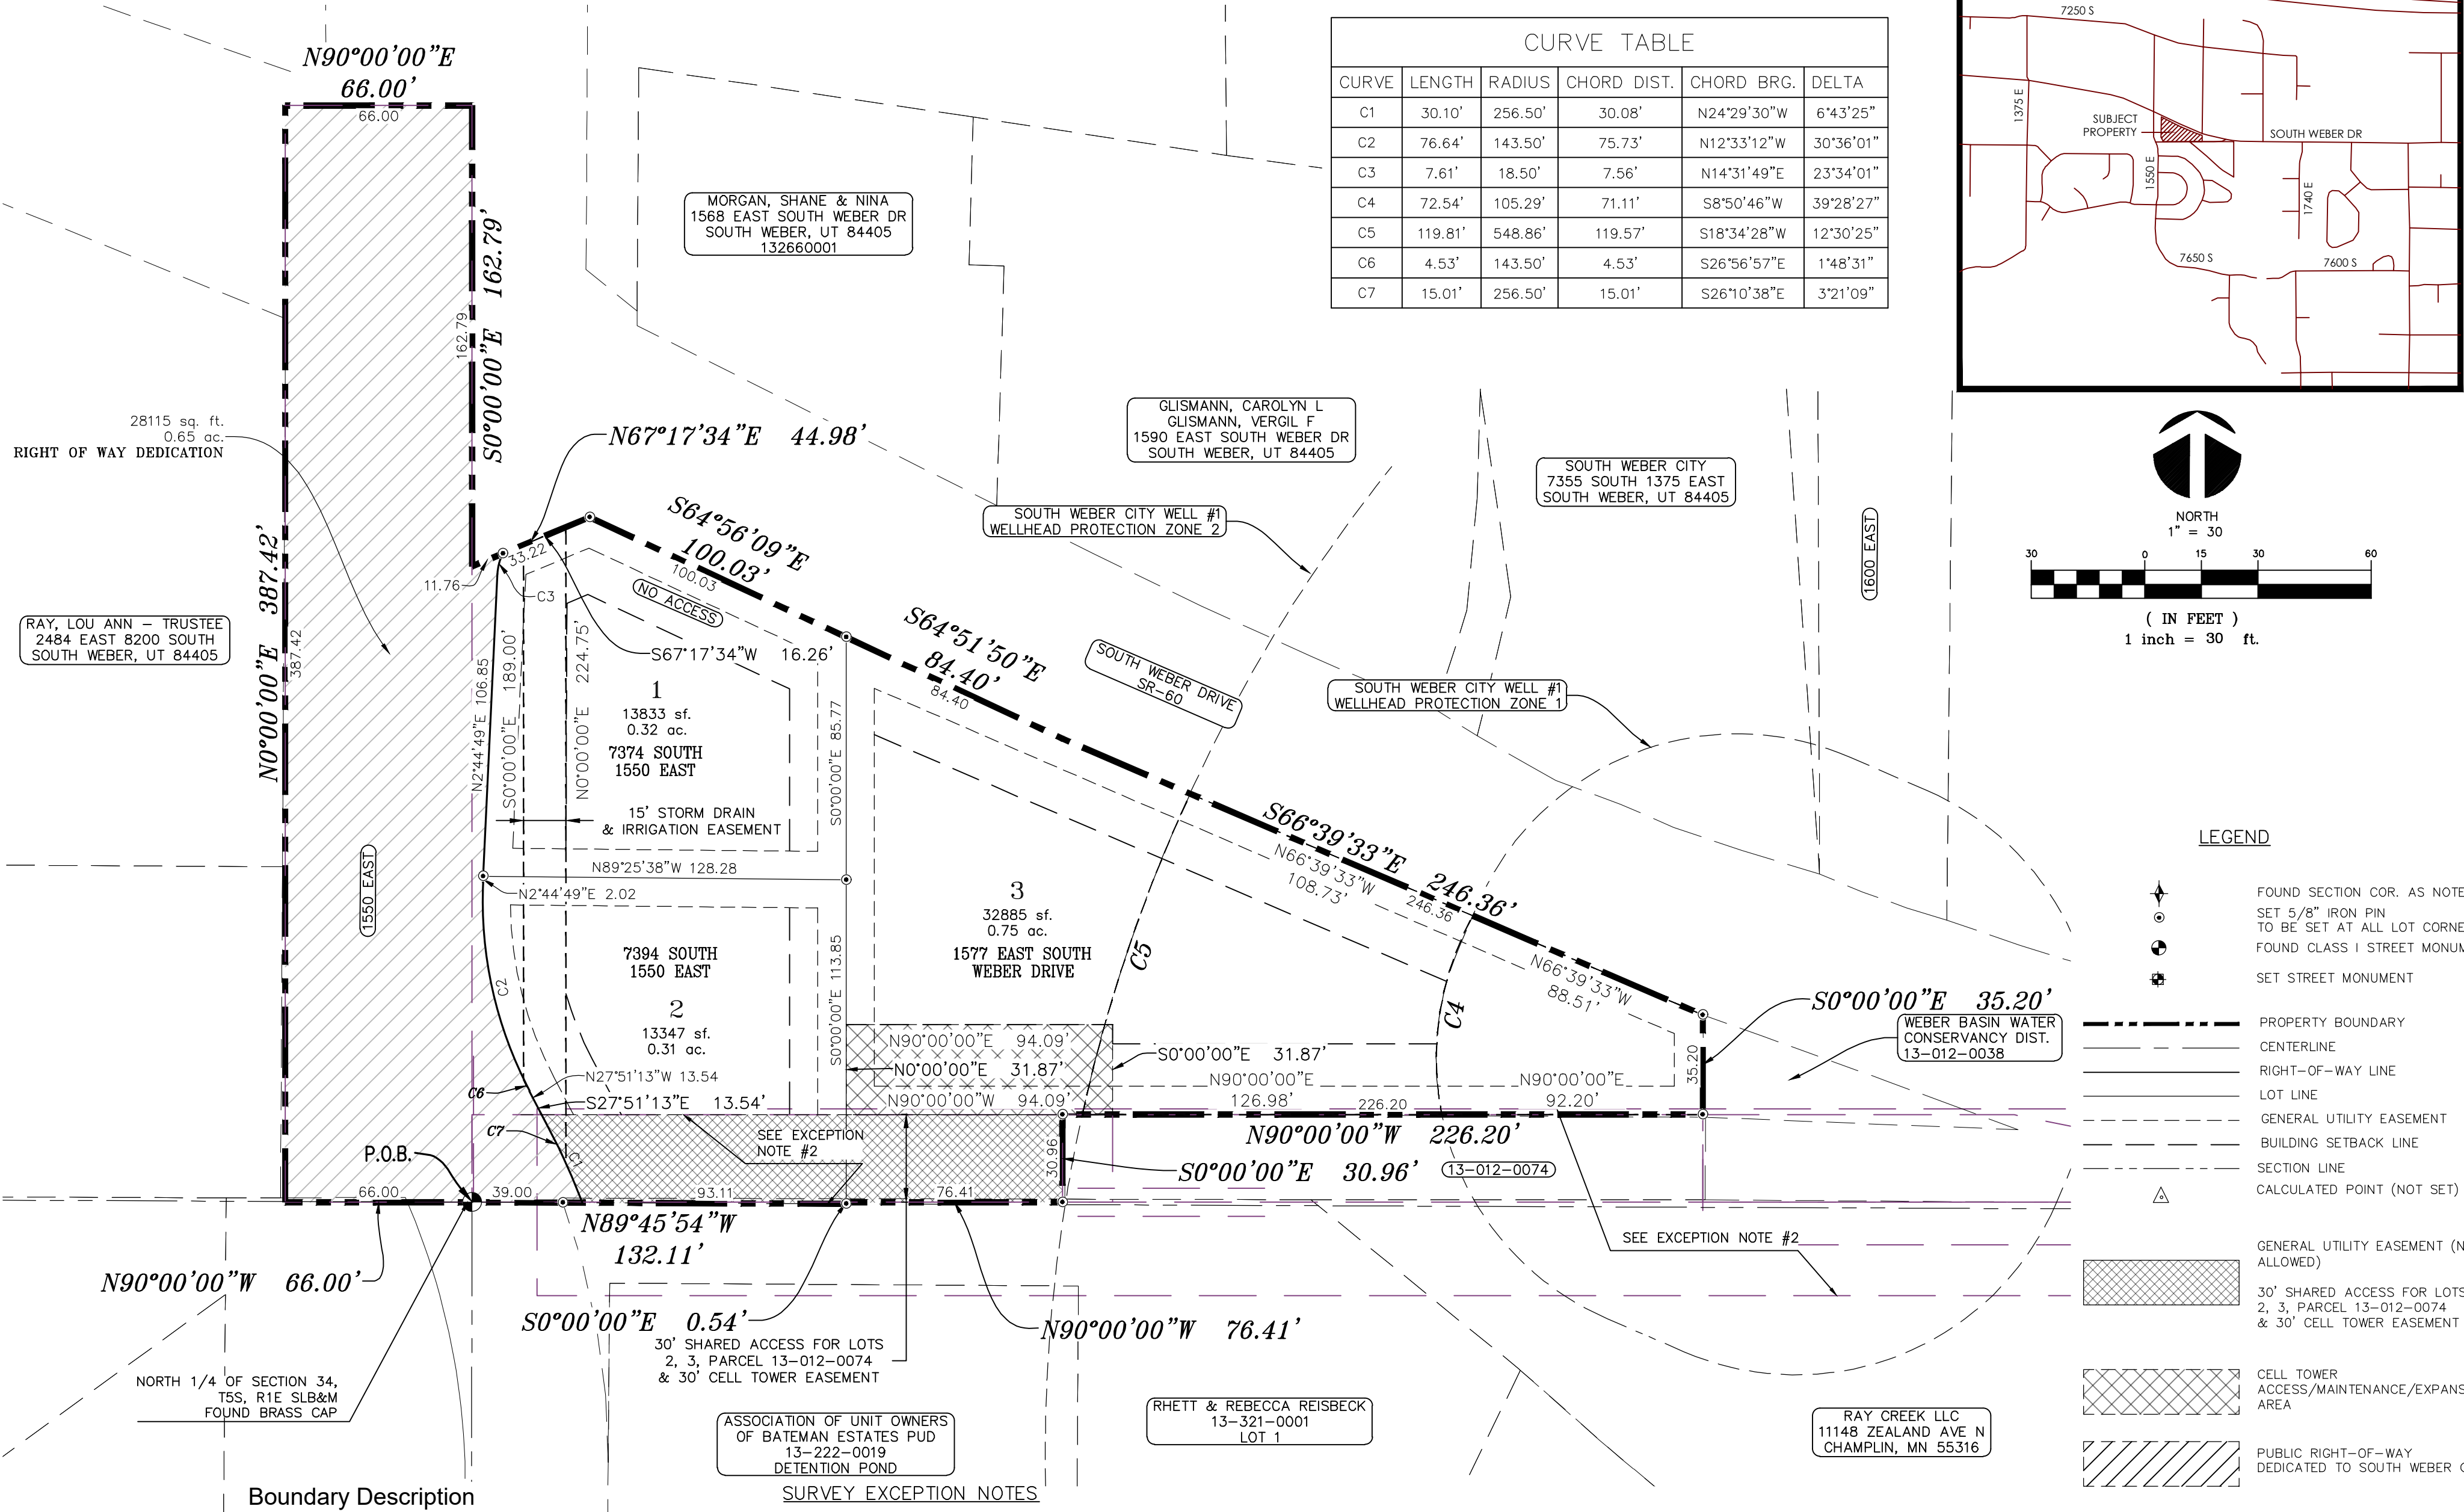 N90°00'00"E
66.00'
66.00
S0°00'00"E 162.79'
162.79
28115 sq. ft.
0.65 ac.
RIGHT OF WAY DEDICATION
N0°00'00"E 387.42'
387.42
RAY, LOU ANN – TRUSTEE
2484 EAST 8200 SOUTH
SOUTH WEBER, UT 84405
1550 EAST
MORGAN, SHANE & NINA
1568 EAST SOUTH WEBER DR
SOUTH WEBER, UT 84405
132660001
N67°17'34"E 44.98'
33.22
11.76
C3
S64°56'09"E
100.03'
100.03
NO ACCESS
S67°17'34"W 16.26'
S64°51'50"E
84.40'
84.40
N2°44'49"E 106.85
S0°00'00"E 189.00'
N0°00'00"E 224.75'
1
13833 sf.
0.32 ac.
7374 SOUTH
1550 EAST
S0°00'00"E 85.77
15' STORM DRAIN
& IRRIGATION EASEMENT
N89°25'38"W 128.28
N2°44'49"E 2.02
C2
7394 SOUTH
1550 EAST
2
13347 sf.
0.31 ac.
S0°00'00"E 113.85
N27°51'13"W 13.54
C6
S27°51'13"E 13.54'
C7
C1
SEE EXCEPTION
NOTE #2
P.O.B.
66.00
39.00
93.11
76.41
N89°45'54"W
132.11'
N90°00'00"W 66.00'
S0°00'00"E 0.54'
N90°00'00"W 76.41'
30' SHARED ACCESS FOR LOTS
2, 3, PARCEL 13-012-0074
& 30' CELL TOWER EASEMENT
NORTH 1/4 OF SECTION 34,
T5S, R1E SLB&M
FOUND BRASS CAP
GLISMANN, CAROLYN L
GLISMANN, VERGIL F
1590 EAST SOUTH WEBER DR
SOUTH WEBER, UT 84405
SOUTH WEBER CITY WELL #1
WELLHEAD PROTECTION ZONE 2
SOUTH WEBER CITY
7355 SOUTH 1375 EAST
SOUTH WEBER, UT 84405
1600 EAST
SOUTH WEBER DRIVE
SR-60
SOUTH WEBER CITY WELL #1
WELLHEAD PROTECTION ZONE 1
S66°39'33"E 246.36'
N66°39'33"W
108.73'
246.36
N66°39'33"W
88.51'
3
32885 sf.
0.75 ac.
1577 EAST SOUTH
WEBER DRIVE
C5
C4
N90°00'00"E 94.09'
N0°00'00"E 31.87'
N90°00'00"W 94.09'
S0°00'00"E 31.87'
N90°00'00"E
126.98'
226.20
N90°00'00"E
92.20'
35.20
S0°00'00"E 35.20'
WEBER BASIN WATER
CONSERVANCY DIST.
13-012-0038
N90°00'00"W 226.20'
30.96
S0°00'00"E 30.96'
13-012-0074
SEE EXCEPTION NOTE #2
ASSOCIATION OF UNIT OWNERS
OF BATEMAN ESTATES PUD
13-222-0019
DETENTION POND
RHETT & REBECCA REISBECK
13-321-0001
LOT 1
RAY CREEK LLC
11148 ZEALAND AVE N
CHAMPLIN, MN 55316
Boundary Description
SURVEY EXCEPTION NOTES
CURVE TABLE
CURVE LENGTH RADIUS CHORD DIST. CHORD BRG. DELTA
C1 30.10' 256.50' 30.08' N24°29'30"W 6°43'25"
C2 76.64' 143.50' 75.73' N12°33'12"W 30°36'01"
C3 7.61' 18.50' 7.56' N14°31'49"E 23°34'01"
C4 72.54' 105.29' 71.11' S8°50'46"W 39°28'27"
C5 119.81' 548.86' 119.57' S18°34'28"W 12°30'25"
C6 4.53' 143.50' 4.53' S26°56'57"E 1°48'31"
C7 15.01' 256.50' 15.01' S26°10'38"E 3°21'09"
7250 S
1375 E
SUBJECT
PROPERTY
SOUTH WEBER DR
1550 E
1740 E
7650 S
7600 S
NORTH
1" = 30
30 0 15 30 60
( IN FEET )
1 inch = 30 ft.
LEGEND
FOUND SECTION COR. AS NOTE
SET 5/8" IRON PIN
TO BE SET AT ALL LOT CORNE
FOUND CLASS I STREET MONUM
SET STREET MONUMENT
PROPERTY BOUNDARY
CENTERLINE
RIGHT-OF-WAY LINE
LOT LINE
GENERAL UTILITY EASEMENT
BUILDING SETBACK LINE
SECTION LINE
CALCULATED POINT (NOT SET)
GENERAL UTILITY EASEMENT (N
ALLOWED)
30' SHARED ACCESS FOR LOTS
2, 3, PARCEL 13-012-0074
& 30' CELL TOWER EASEMENT
CELL TOWER
ACCESS/MAINTENANCE/EXPANS
AREA
PUBLIC RIGHT-OF-WAY
DEDICATED TO SOUTH WEBER C